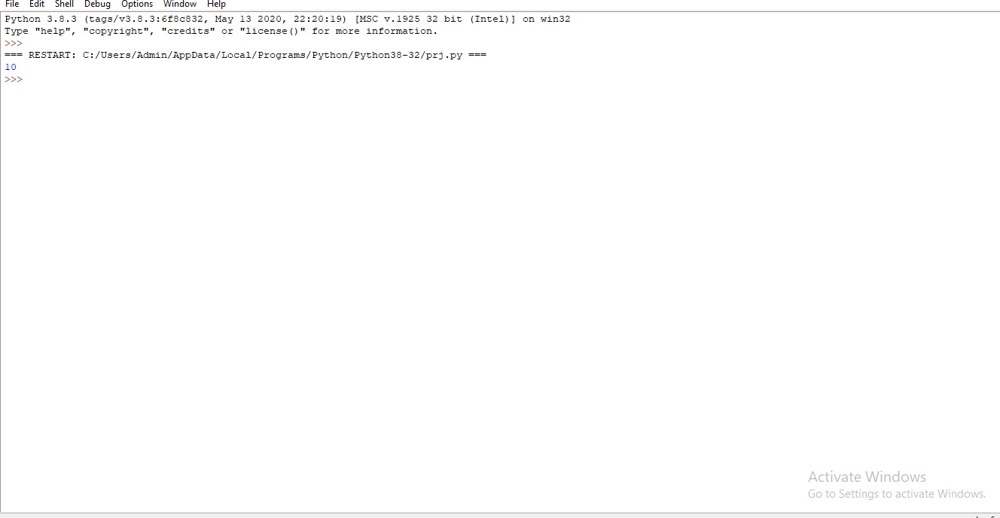 File Edit Shell Debug Options Window Help
Python 3.8.3 (tags/v3.8.3:6f8c832, May 13 2020, 22:20:19) [MSC v.1925 32 bit (Intel)] on win32
Type "help", "copyright", "credits" or "license()" for more information.
>>>
=== RESTART: C:/Users/Admin/AppData/Local/Programs/Python/Python38-32/prj.py ===
10
>>>
Activate Windows
Go to Settings to activate Windows.